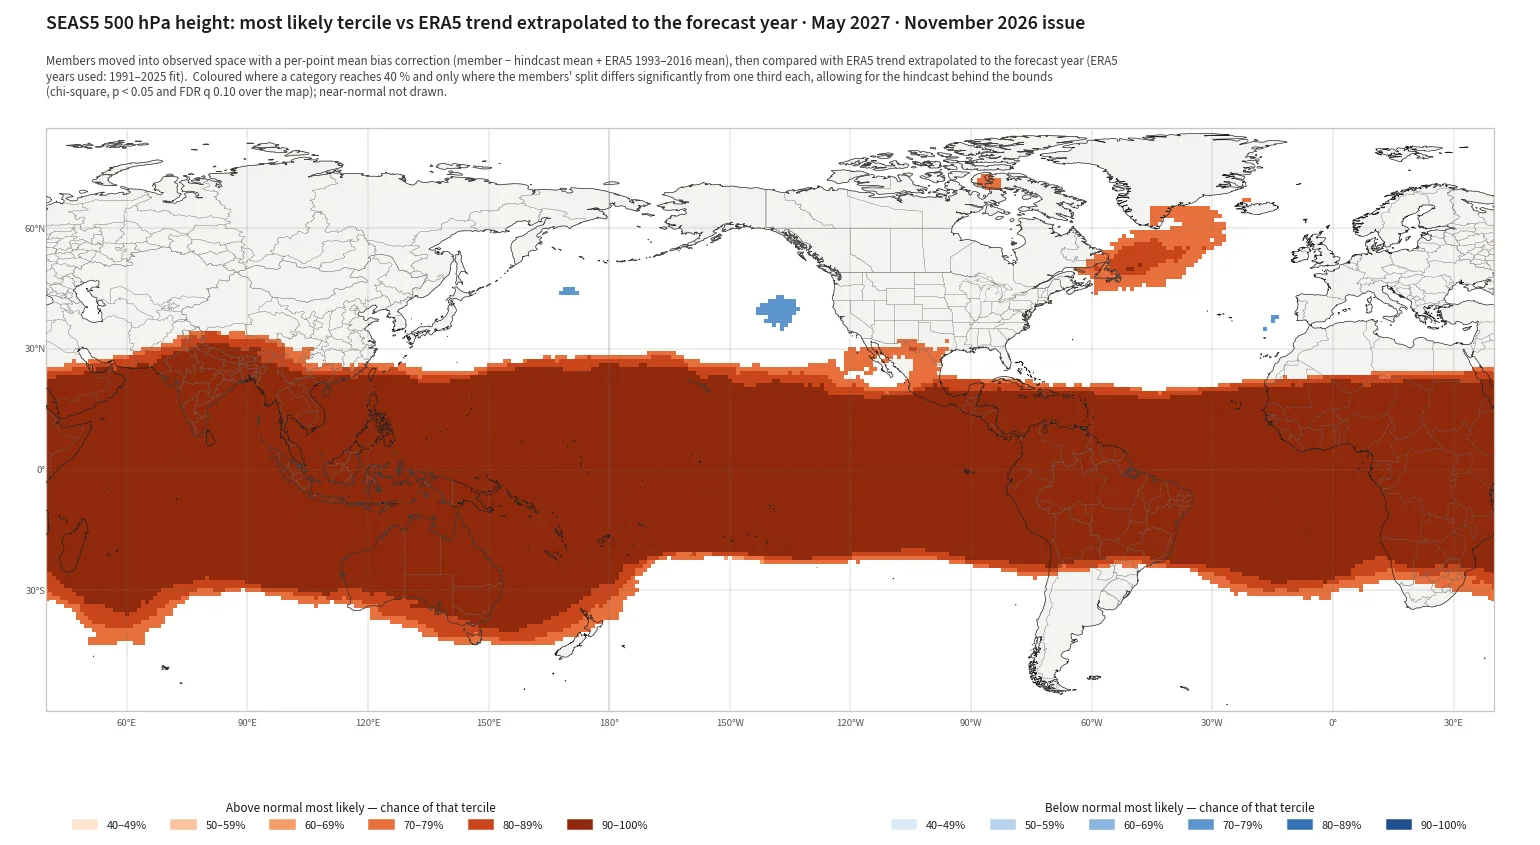 SEAS5 500 hPa height: most likely tercile vs ERA5 trend extrapolated to the forecast year · May 2027 · November 2026 issue
Members moved into observed space with a per-point mean bias correction (member − hindcast mean + ERA5 1993–2016 mean), then compared with ERA5 trend extrapolated to the forecast year (ERA5
years used: 1991–2025 fit). Coloured where a category reaches 40 % and only where the members' split differs significantly from one third each, allowing for the hindcast behind the bounds
(chi-square, p < 0.05 and FDR q 0.10 over the map); near-normal not drawn.
60°N
30°N
0°
30°S
60°E 90°E 120°E 150°E 180° 150°W 120°W 90°W 60°W 30°W 0° 30°E
Above normal most likely — chance of that tercile
40–49% 50–59% 60–69% 70–79% 80–89% 90–100%
Below normal most likely — chance of that tercile
40–49% 50–59% 60–69% 70–79% 80–89% 90–100%